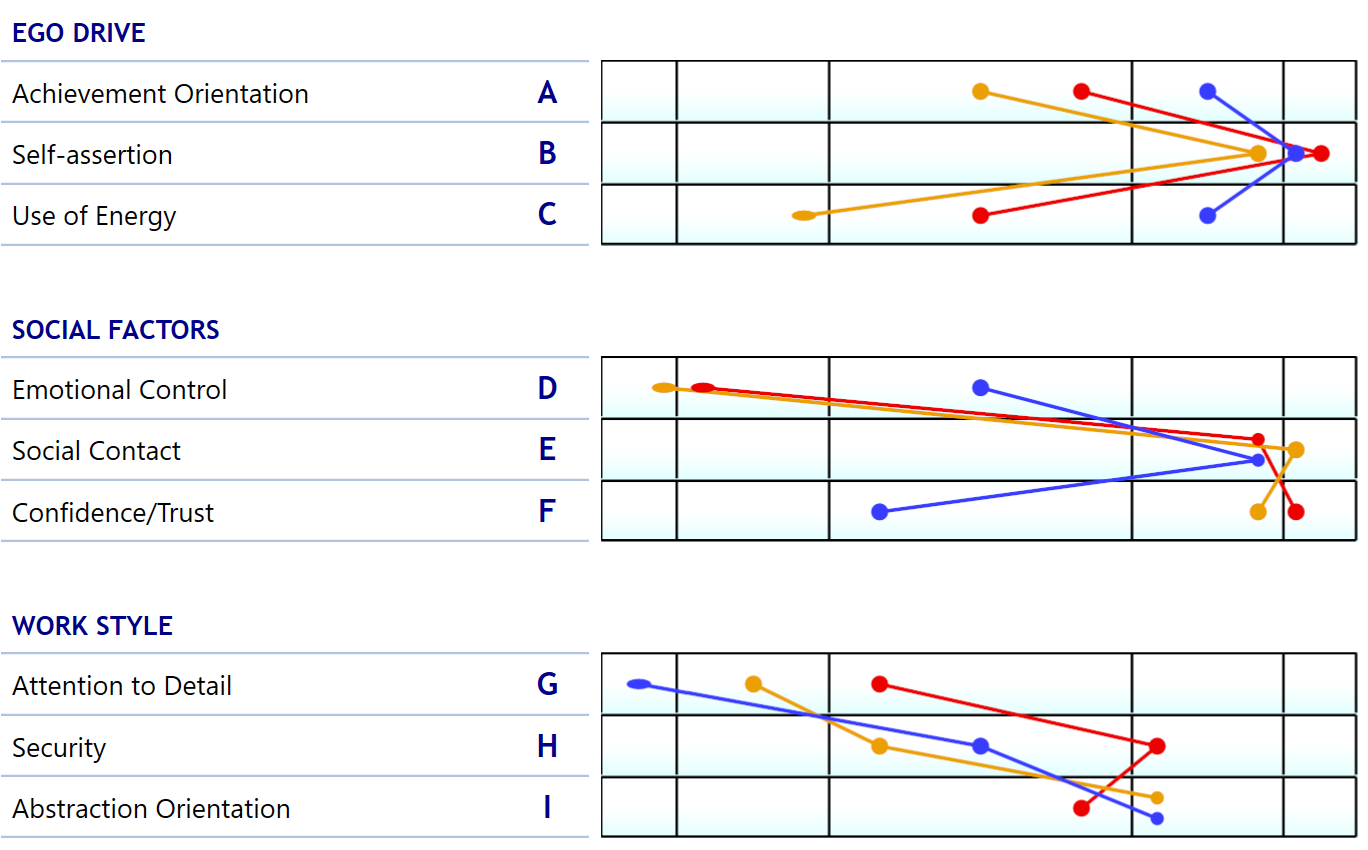 EGO DRIVE
Achievement Orientation A
Self-assertion B
Use of Energy C
SOCIAL FACTORS
Emotional Control D
Social Contact E
Confidence/Trust F
WORK STYLE
Attention to Detail G
Security H
Abstraction Orientation I